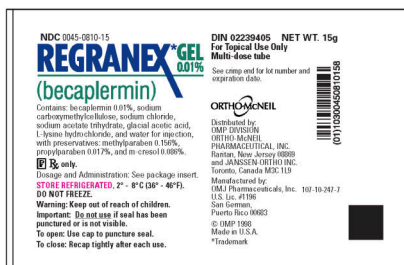 NDC 0045-0810-15
REGRANEX* GEL 0.01%
(becaplermin)
Contains: becaplermin 0.01%, sodium
carboxymethylcellulose, sodium chloride,
sodium acetate trihydrate, glacial acetic acid,
L-lysine hydrochloride, and water for injection,
with preservatives: methylparaben 0.156%,
propylparaben 0.017%, and m-cresol 0.086%.
only.
Dosage and Administration: See package insert.
STORE REFRIGERATED, 2° - 8°C (36° - 46°F).
DO NOT FREEZE.
Warning: Keep out of reach of children.
Important: Do not use if seal has been
punctured or is not visible.
To open: Use cap to puncture seal.
To close: Recap tightly after each use.
DIN 02239405 NET WT. 15g
For Topical Use Only
Multi-dose tube
See crimp end for lot number and
expiration date.
ORTHO-McNEIL
Distributed by:
OMP DIVISION
ORTHO-McNEIL
PHARMACEUTICAL, INC.
Raritan, New Jersey 08869
and JANSSEN-ORTHO INC.
Toronto, Canada M3C 1L9
Manufactured by:
OMJ Pharmaceuticals, Inc. 107-10-247-7
U.S. Lic. #1196
San German,
Puerto Rico 00683
© OMP 1998
Made in U.S.A.
*Trademark
(01)10300450810158